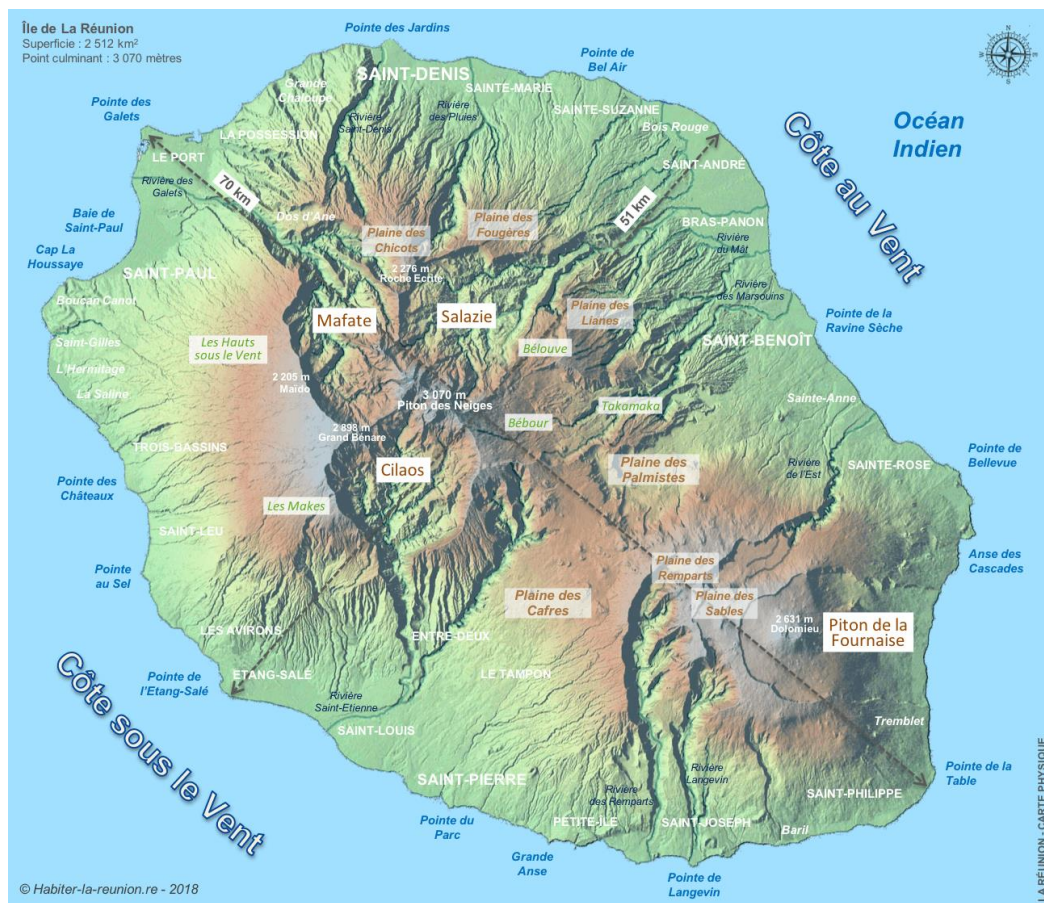 Île de La Réunion
Superficie : 2 512 km²
Point culminant : 3 070 mètres
Pointe des Jardins
N
E
S
W
Pointe de
Bel Air
Pointe des
Galets
SAINT-DENIS
SAINTE-MARIE
SAINTE-SUZANNE
Grande
Chaloupe
Rivière
des Pluies
Rivière
Saint-Denis
LA POSSESSION
Bois Rouge
Océan
Indien
Côte au Vent
LE PORT
SAINT-ANDRÉ
Rivière des
Galets
70 km
51 km
Baie de
Saint-Paul
Dos d'Ane
Plaine des
Chicots
Plaine des
Fougères
BRAS-PANON
Rivière
du Mât
Cap La
Houssaye
SAINT-PAUL
2 276 m
Roche Ecrite
Rivière
des Marsouins
Boucan Canot
Mafate
Salazie
Plaine des
Lianes
Pointe de la
Ravine Sèche
Saint-Gilles
Les Hauts
sous le Vent
Bélouve
SAINT-BENOÎT
L'Hermitage
2 205 m
Maïdo
La Saline
3 070 m
Piton des Neiges
Takamaka
Sainte-Anne
Bébour
2 898 m
Grand Bénare
TROIS-BASSINS
Cilaos
Plaine des
Palmistes
Rivière
de l'Est
SAINTE-ROSE
Pointe de
Bellevue
Pointe des
Châteaux
Les Makes
SAINT-LEU
Anse des
Cascades
Pointe
au Sel
Plaine des
Remparts
Plaine des
Cafres
Plaine des
Sables
2 631 m
Dolomieu
Piton de la
Fournaise
LES AVIRONS
ENTRE-DEUX
Pointe de
l'Etang-Salé
ETANG-SALÉ
LE TAMPON
Rivière
Saint-Etienne
SAINT-LOUIS
Tremblet
Côte sous le Vent
SAINT-PIERRE
Rivière
Langevin
Pointe de la
Table
Rivière
des Remparts
SAINT-PHILIPPE
Pointe du
Parc
PETITE-ÎLE
SAINT-JOSEPH
Baril
Grande
Anse
Pointe de
Langevin
© Habiter-la-reunion.re - 2018
LA RÉUNION - CARTE PHYSIQUE